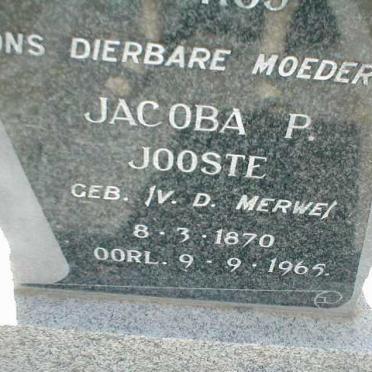 ONS DIERBARE MOEDER
JACOBA P.
JOOSTE
GEB. /V. D. MERWE/
8·3·1870
OORL. 9·9·1965.